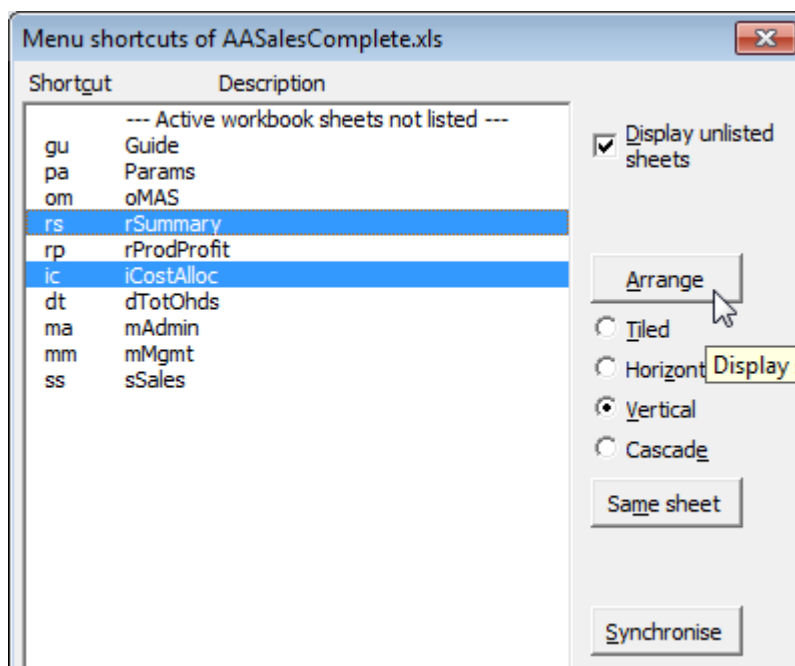 Menu shortcuts of AASalesComplete.xls
Shortcut Description
--- Active workbook sheets not listed ---
gu Guide
pa Params
om oMAS
rs rSummary
rp rProdProfit
ic iCostAlloc
dt dTotOhds
ma mAdmin
mm mMgmt
ss sSales
Display unlisted
sheets
Arrange
Tiled
Horizont
Display
Vertical
Cascade
Same sheet
Synchronise